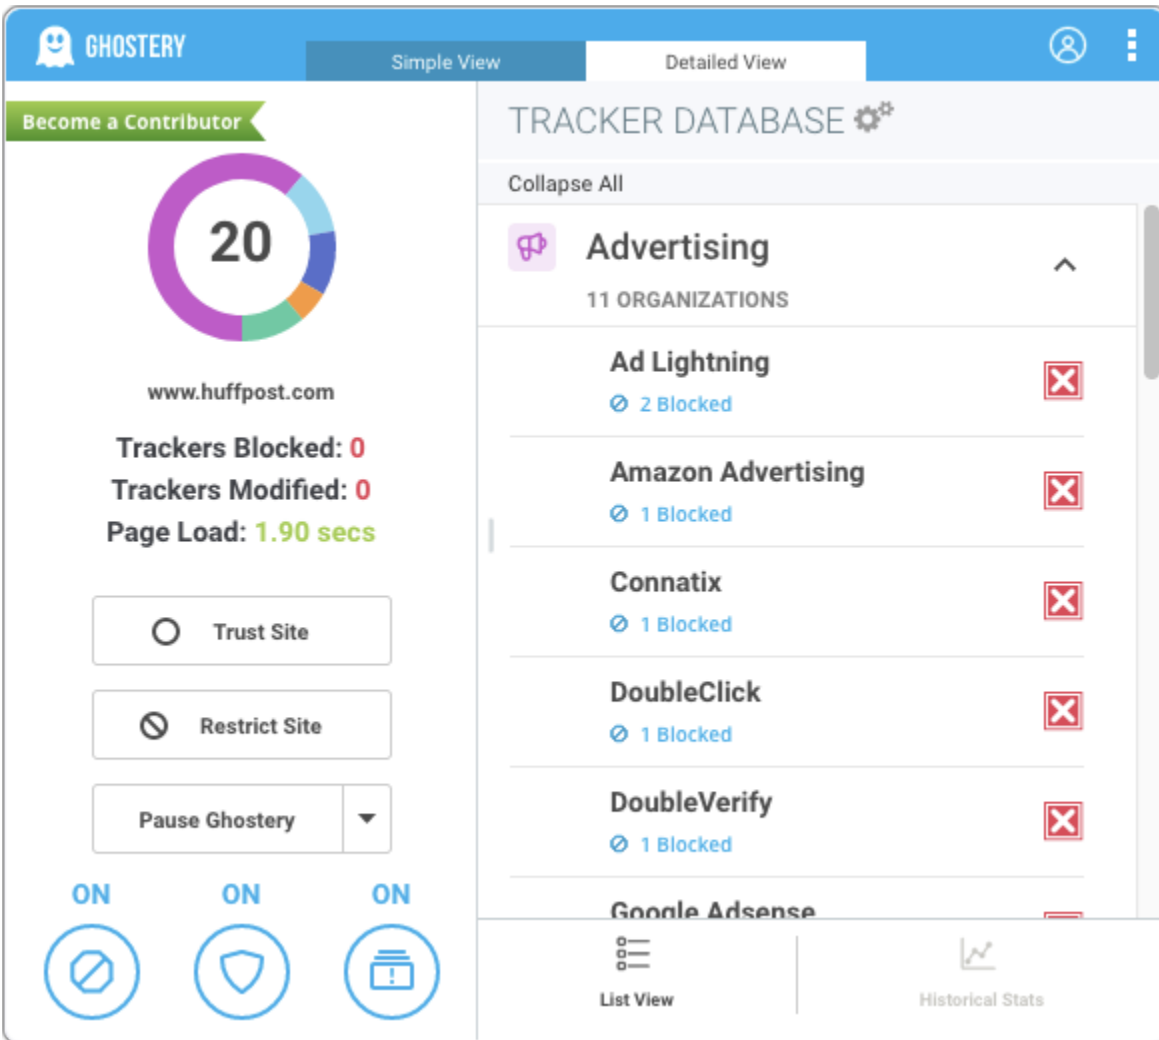 GHOSTERY
Simple View
Detailed View
Become a Contributor
20
www.huffpost.com
Trackers Blocked: 0
Trackers Modified: 0
Page Load: 1.90 secs
Trust Site
Restrict Site
Pause Ghostery
ON ON ON
TRACKER DATABASE
Collapse All
Advertising
11 ORGANIZATIONS
Ad Lightning
2 Blocked
Amazon Advertising
1 Blocked
Connatix
1 Blocked
DoubleClick
1 Blocked
DoubleVerify
1 Blocked
Google Adsense
List View
Historical Stats